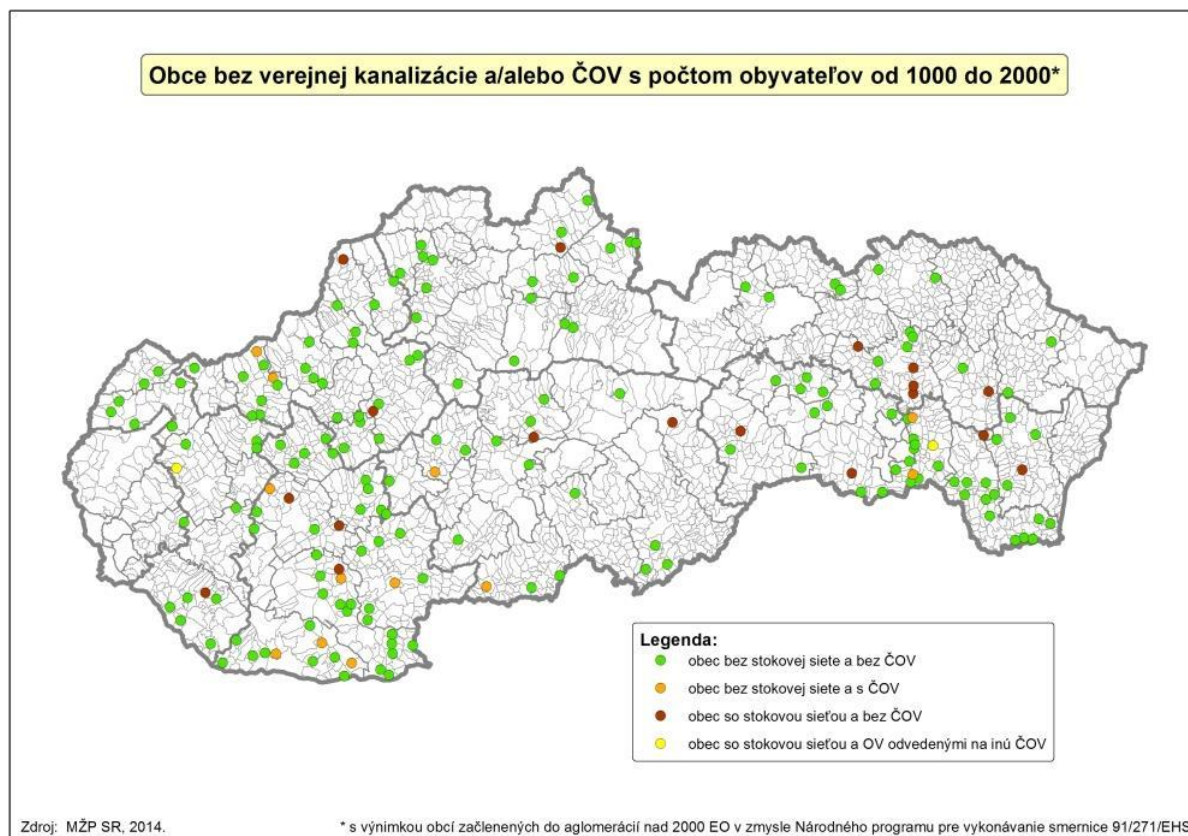 Obce bez verejnej kanalizácie a/alebo ČOV s počtom obyvateľov od 1000 do 2000*
Legenda:
obec bez stokovej siete a bez ČOV
obec bez stokovej siete a s ČOV
obec so stokovou sieťou a bez ČOV
obec so stokovou sieťou a OV odvedenými na inú ČOV
Zdroj: MŽP SR, 2014.
* s výnimkou obcí začlenených do aglomerácií nad 2000 EO v zmysle Národného programu pre vykonávanie smernice 91/271/EHS